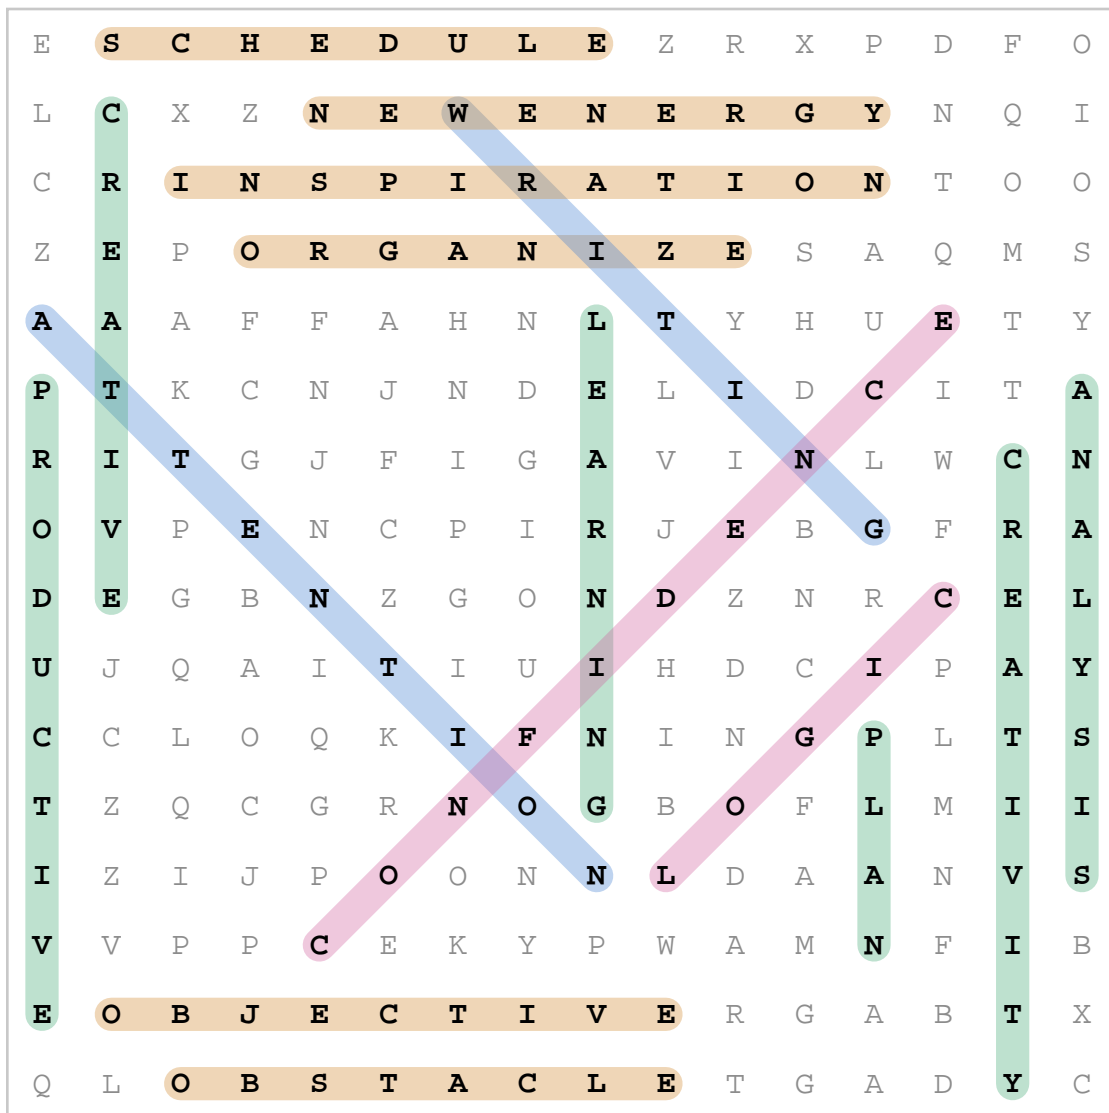 E S C H E D U L E Z R X P D F O
L C X Z N E W E N E R G Y N Q I
C R I N S P I R A T I O N T O O
Z E P O R G A N I Z E S A Q M S
A A A F F A H N L T Y H U E T Y
P T K C N J N D E L I D C I T A
R I T G J F I G A V I N L W C N
O V P E N C P I R J E B G F R A
D E G B N Z G O N D Z N R C E L
U J Q A I T I U I H D C I P A Y
C C L O Q K I F N I N G P L T S
T Z Q C G R N O G B O F L M I I
I Z I J P O O N N L D A A N V S
V V P P C E K Y P W A M N F I B
E O B J E C T I V E R G A B T X
Q L O B S T A C L E T G A D Y C